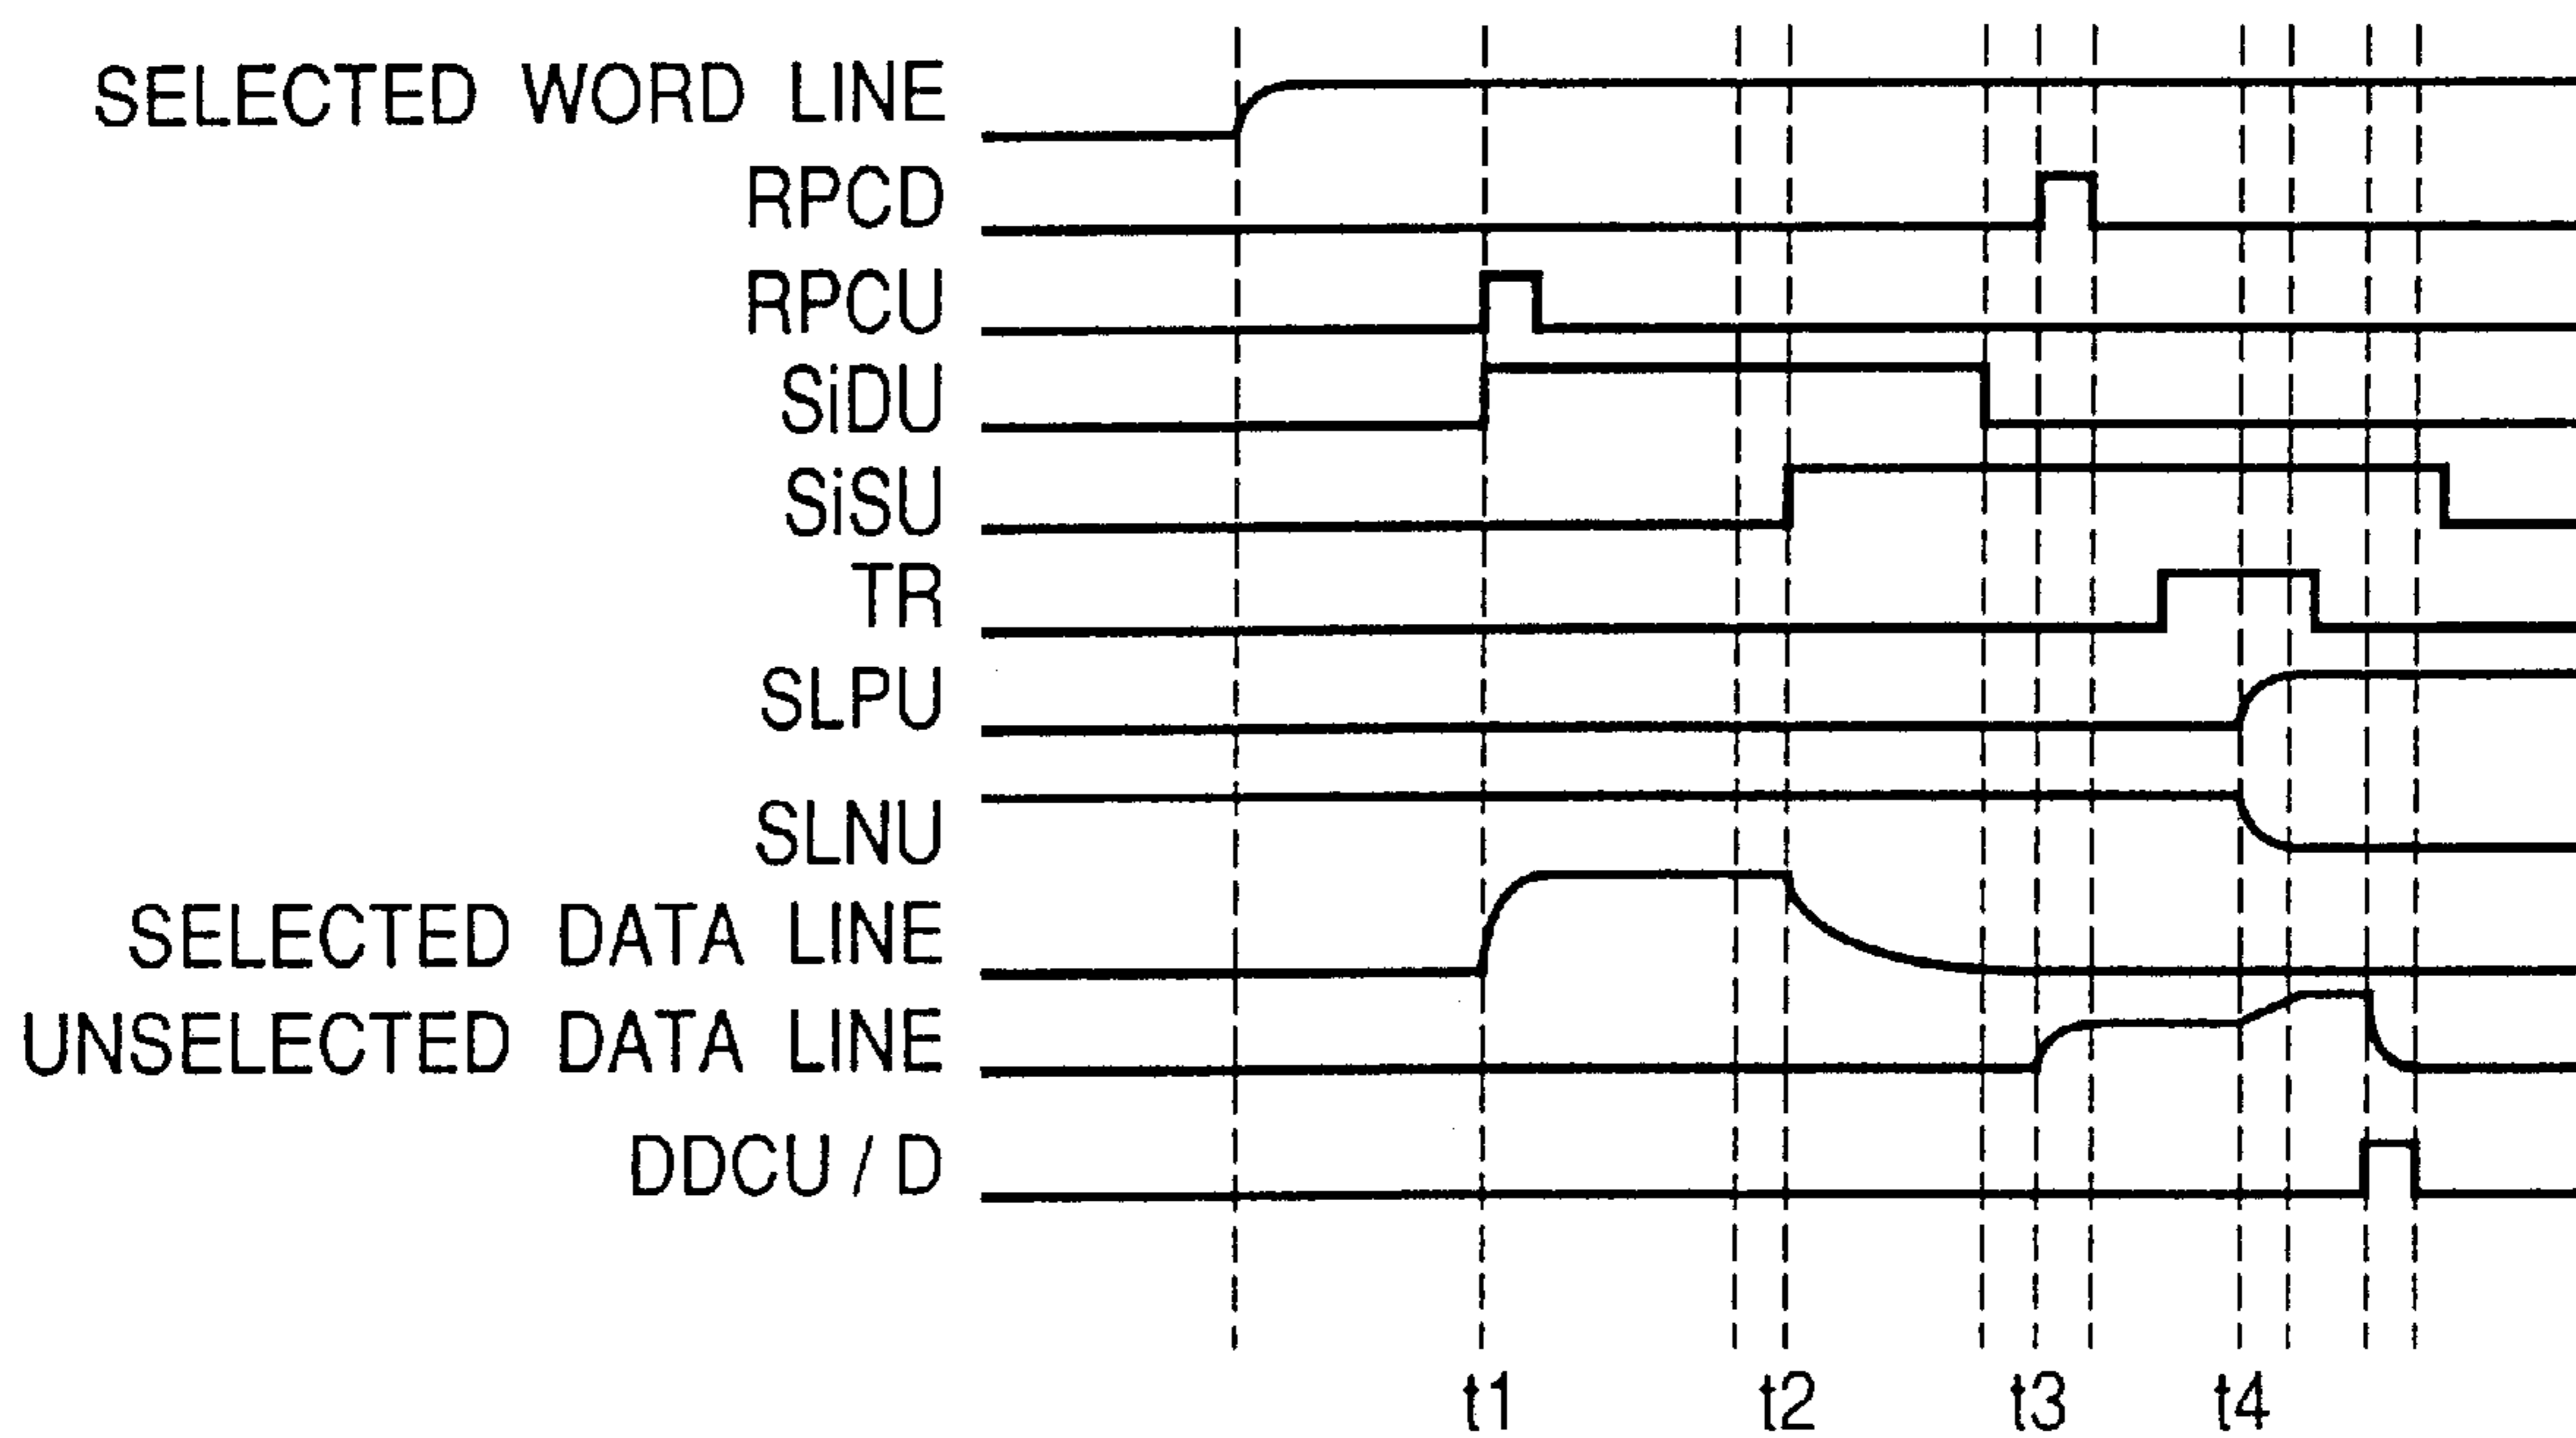 SELECTED WORD LINE
RPCD
RPCU
SiDU
SiSU
TR
SLPU
SLNU
SELECTED DATA LINE
UNSELECTED DATA LINE
DDCU / D
t1 t2 t3 t4